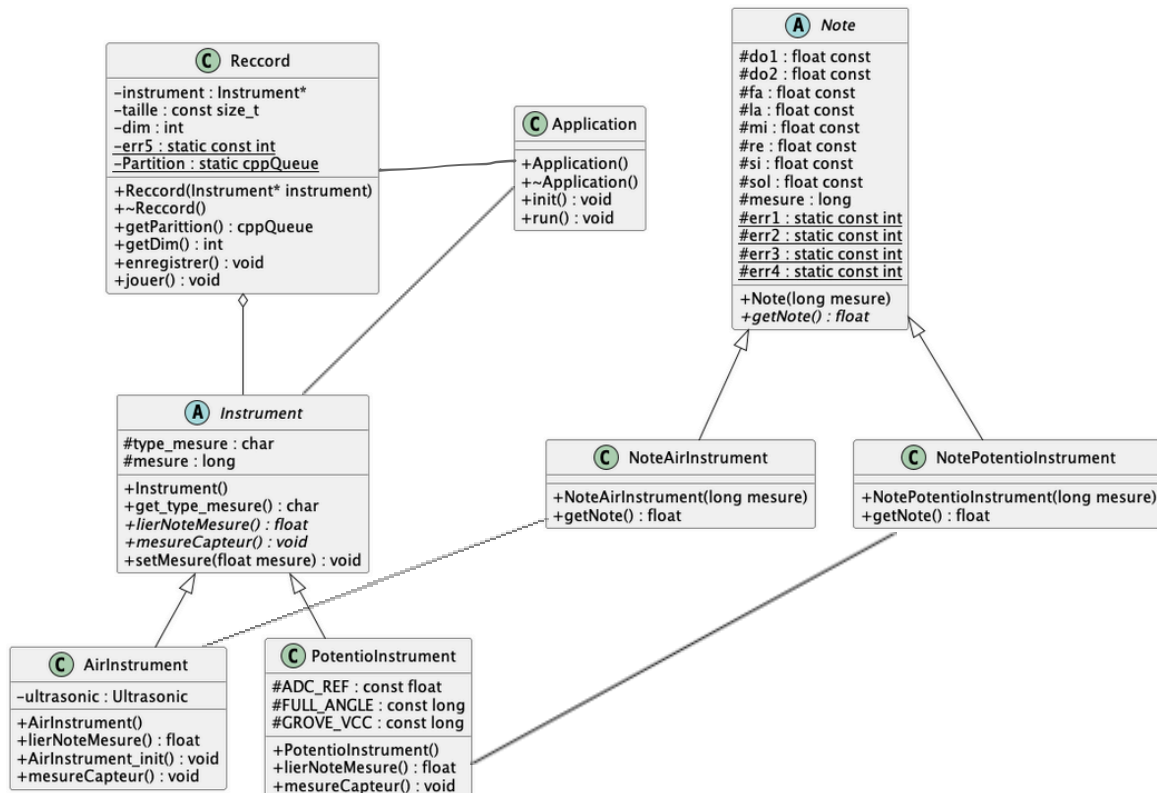 C Reccord
-instrument : Instrument*
-taille : const size_t
-dim : int
-err5 : static const int
-Partition : static cppQueue
+Reccord(Instrument* instrument)
+~Reccord()
+getParittion() : cppQueue
+getDim() : int
+enregistrer() : void
+jouer() : void
C Application
+Application()
+~Application()
+init() : void
+run() : void
A Note
#do1 : float const
#do2 : float const
#fa : float const
#la : float const
#mi : float const
#re : float const
#si : float const
#sol : float const
#mesure : long
#err1 : static const int
#err2 : static const int
#err3 : static const int
#err4 : static const int
+Note(long mesure)
+getNote() : float
A Instrument
#type_mesure : char
#mesure : long
+Instrument()
+get_type_mesure() : char
+lierNoteMesure() : float
+mesureCapteur() : void
+setMesure(float mesure) : void
C NoteAirInstrument
+NoteAirInstrument(long mesure)
+getNote() : float
C NotePotentioInstrument
+NotePotentioInstrument(long mesure)
+getNote() : float
C AirInstrument
-ultrasonic : Ultrasonic
+AirInstrument()
+lierNoteMesure() : float
+AirInstrument_init() : void
+mesureCapteur() : void
C PotentioInstrument
#ADC_REF : const float
#FULL_ANGLE : const long
#GROVE_VCC : const long
+PotentioInstrument()
+lierNoteMesure() : float
+mesureCapteur() : void